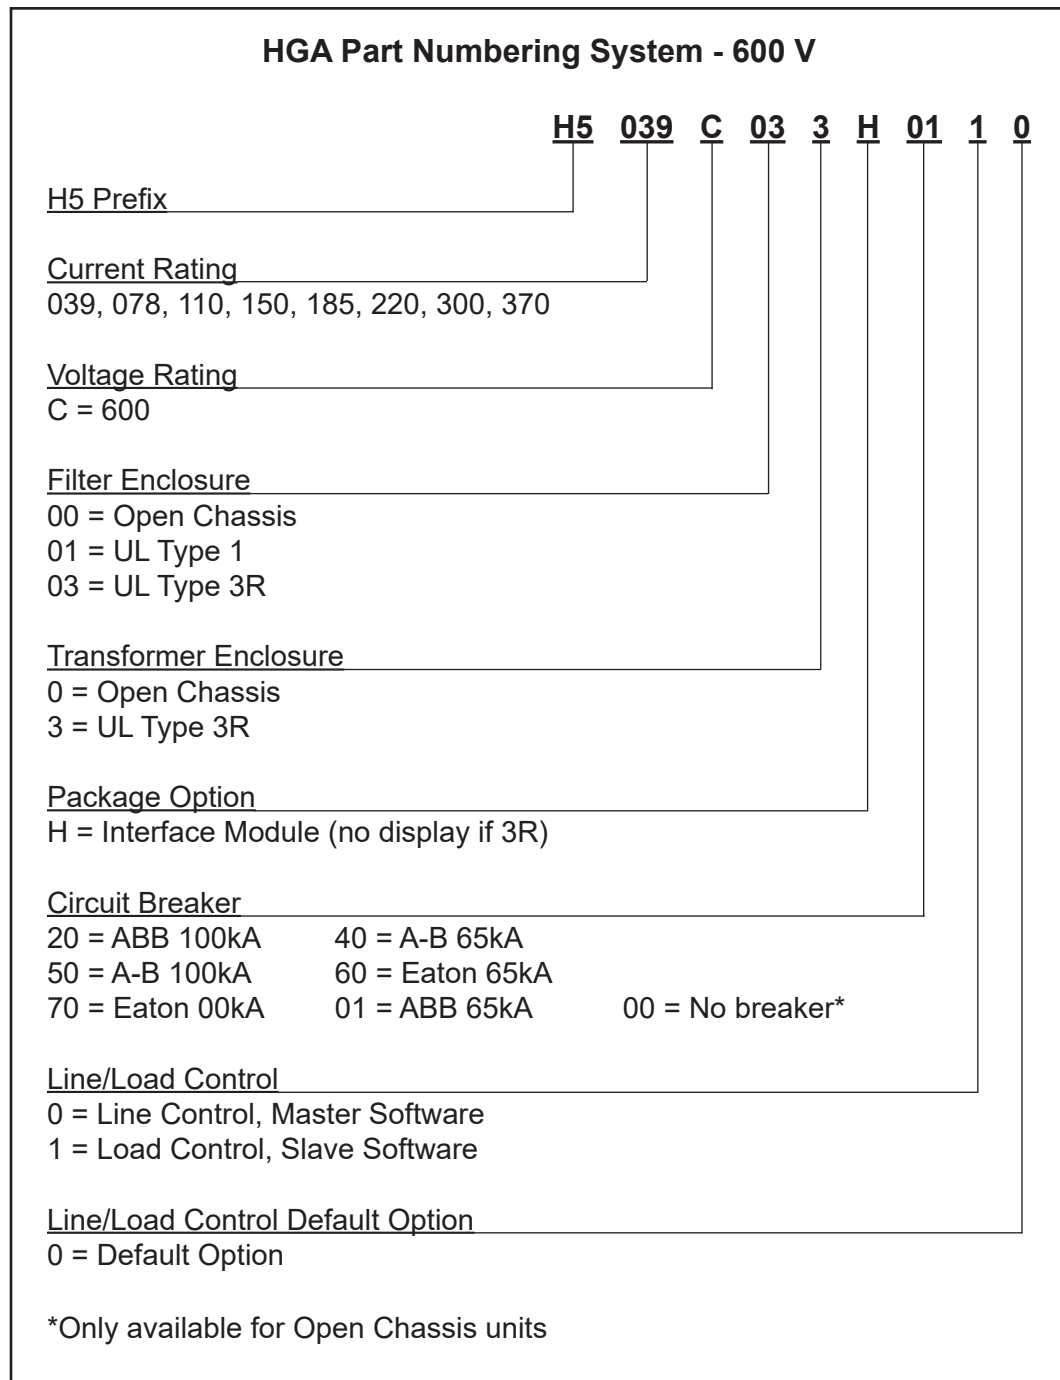 HGA Part Numbering System - 600 V
H5 039 C 03 3 H 01 1 0
H5 Prefix
Current Rating
039, 078, 110, 150, 185, 220, 300, 370
Voltage Rating
C = 600
Filter Enclosure
00 = Open Chassis
01 = UL Type 1
03 = UL Type 3R
Transformer Enclosure
0 = Open Chassis
3 = UL Type 3R
Package Option
H = Interface Module (no display if 3R)
Circuit Breaker
20 = ABB 100kA 40 = A-B 65kA
50 = A-B 100kA 60 = Eaton 65kA
70 = Eaton 00kA 01 = ABB 65kA 00 = No breaker*
Line/Load Control
0 = Line Control, Master Software
1 = Load Control, Slave Software
Line/Load Control Default Option
0 = Default Option
*Only available for Open Chassis units